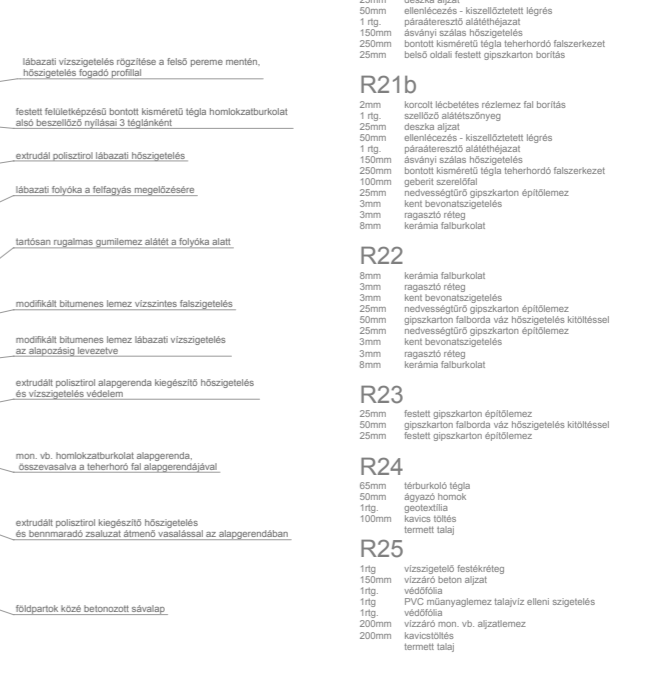 lábazati vízszigetelés rögzítése a felső pereme mentén,
hőszigetelés fogadó profillal
festett felületképzésű bontott kisméretű tégla homlokzatburkolat
alsó beszellőző nyílásai 3 téglánként
extrudál polisztirol lábazati hőszigetelés
lábazati folyóka a felfagyás megelőzésére
tartósan rugalmas gumilemez alátét a folyóka alatt
modifikált bitumenes lemez vízszintes falszigetelés
modifikált bitumenes lemez lábazati vízszigetelés
az alapozásig levezetve
extrudált polisztirol alapgerenda kiegészítő hőszigetelés
és vízszigetelés védelem
mon. vb. homlokzatburkolat alapgerenda,
összevasalva a teherhoró fal alapgerendájával
extrudált polisztirol kiegészítő hőszigetelés
és bennmaradó zsaluzat átmenő vasalással az alapgerendában
földpartok közé betonozott sávalap
25mm deszka aljzat
50mm ellenlécezés - kiszellőztetett légrés
1 rtg. páraáteresztő alátéthéjazat
150mm ásványi szálas hőszigetelés
250mm bontott kisméretű tégla teherhordó falszerkezet
25mm belső oldali festett gipszkarton borítás
R21b
2mm korcolt lécbetétes rézlemez fal borítás
1 rtg. szellőző alátétszőnyeg
25mm deszka aljzat
50mm ellenlécezés - kiszellőztetett légrés
1 rtg. páraáteresztő alátéthéjazat
150mm ásványi szálas hőszigetelés
250mm bontott kisméretű tégla teherhordó falszerkezet
100mm geberit szerelőfal
25mm nedvességtűrő gipszkarton építőlemez
3mm kent bevonatszigetelés
3mm ragasztó réteg
8mm kerámia falburkolat
R22
8mm kerámia falburkolat
3mm ragasztó réteg
3mm kent bevonatszigetelés
25mm nedvességtűrő gipszkarton építőlemez
50mm gipszkarton falborda váz hőszigetelés kitöltéssel
25mm nedvességtűrő gipszkarton építőlemez
3mm kent bevonatszigetelés
3mm ragasztó réteg
8mm kerámia falburkolat
R23
25mm festett gipszkarton építőlemez
50mm gipszkarton falborda váz hőszigetelés kitöltéssel
25mm festett gipszkarton építőlemez
R24
65mm térburkoló tégla
50mm ágyazó homok
1rtg. geotextília
100mm kavics töltés
termett talaj
R25
1rtg vízszigetelő festékréteg
150mm vízzáró beton aljzat
1rtg. védőfólia
1rtg PVC műanyaglemez talajvíz elleni szigetelés
1rtg. védőfólia
200mm vízzáró mon. vb. aljzatlemez
200mm kavicstöltés
termett talaj